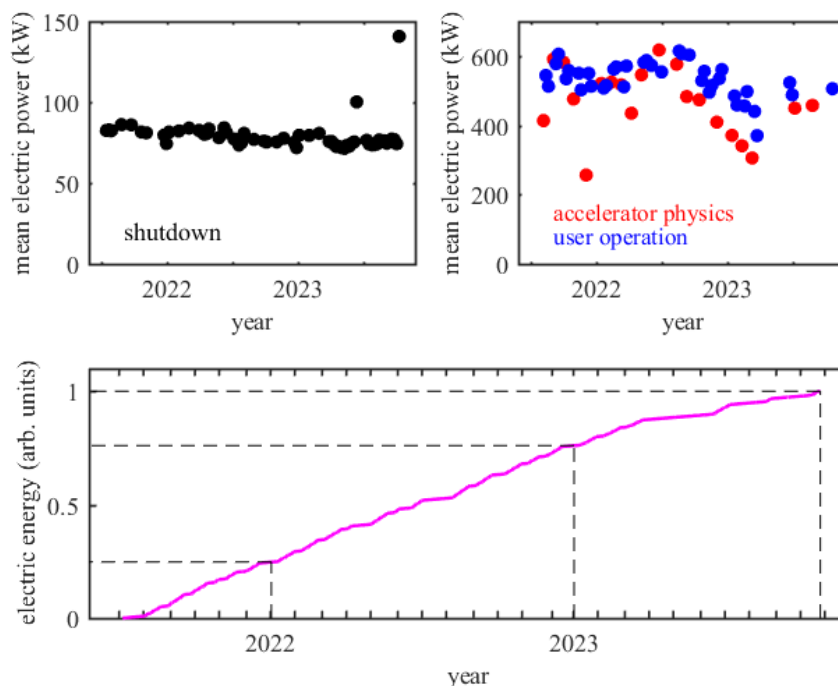 mean electric power (kW)
150
100
50
0
shutdown
2022
2023
year
mean electric power (kW)
600
400
200
0
accelerator physics
user operation
2022
2023
year
electric energy (arb. units)
1
0.5
0
2022
2023
year